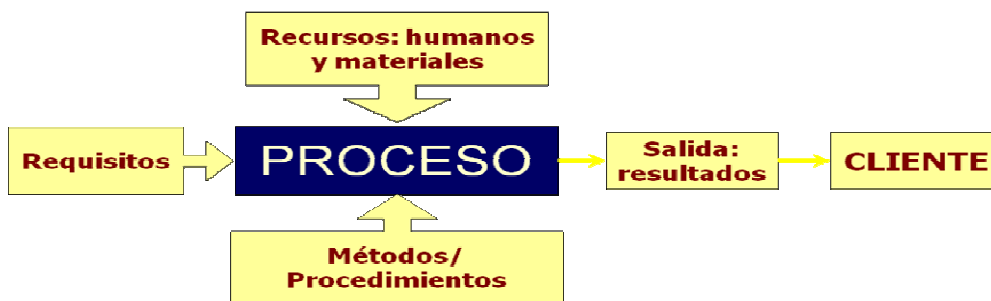 Recursos: humanos
y materiales
Requisitos
PROCESO
Salida:
resultados
CLIENTE
Métodos/
Procedimientos